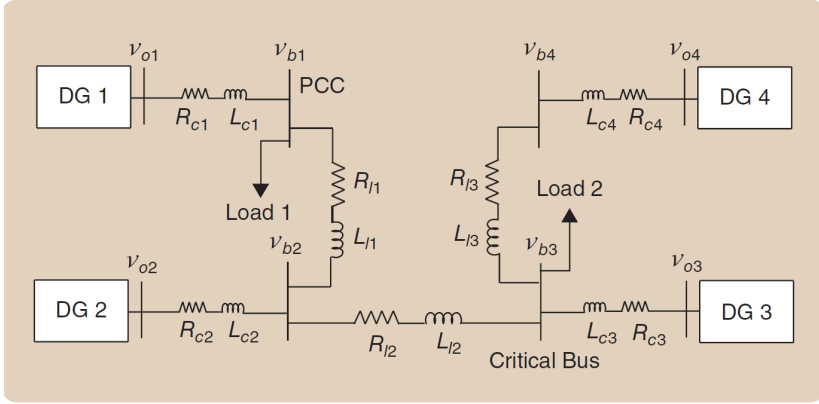 v_o1 v_b1 v_b4 v_o4
DG 1 PCC DG 4
R_c1 L_c1 L_c4 R_c4
R_l1 R_l3 Load 2
Load 1
L_l1 L_l3
v_o2 v_b2 v_b3 v_o3
DG 2 DG 3
R_c2 L_c2 L_c3 R_c3
R_l2 L_l2
Critical Bus